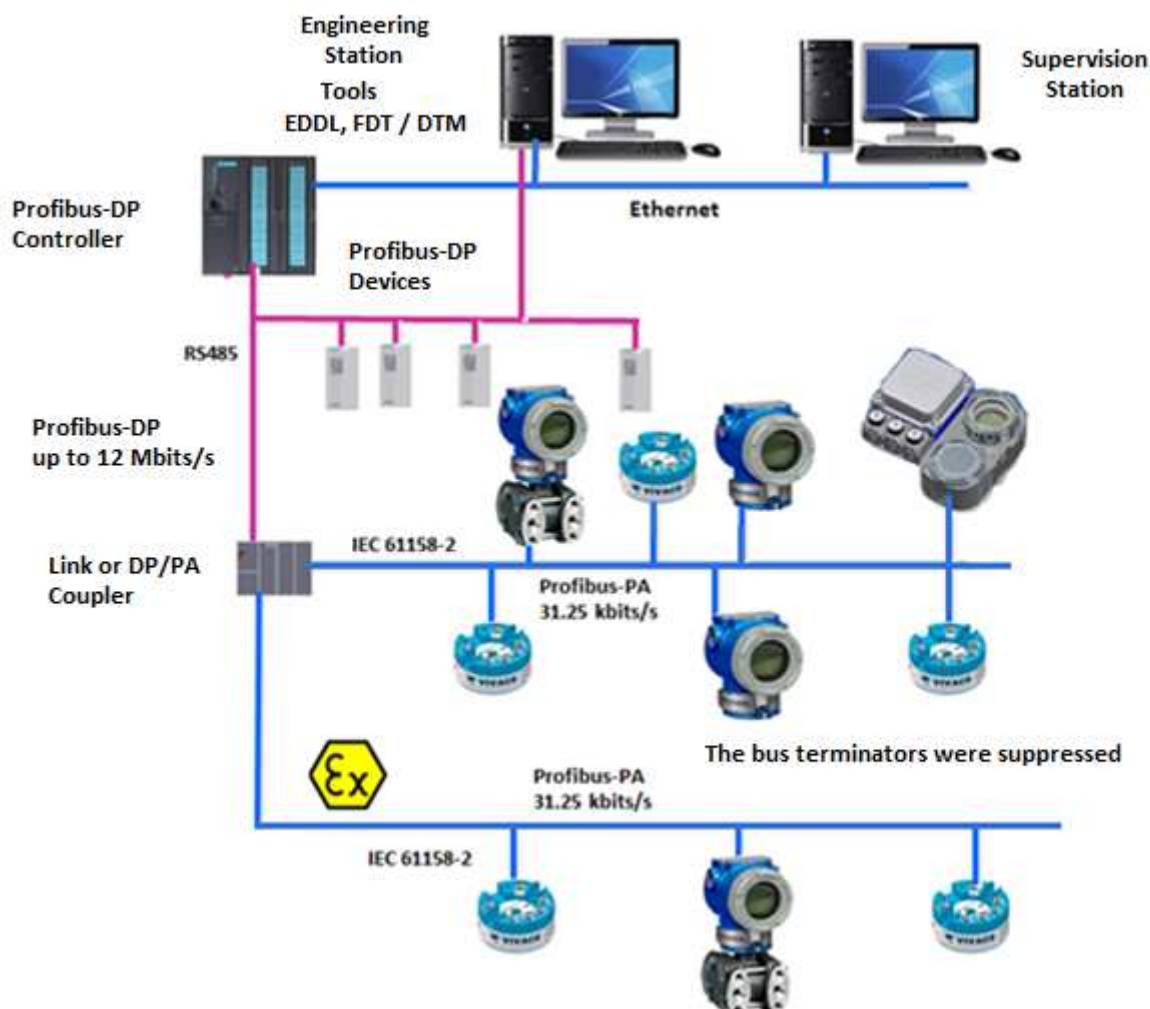 Engineering
Station
Tools
EDDL, FDT / DTM
Supervision
Station
Profibus-DP
Controller
Ethernet
Profibus-DP
Devices
RS485
Profibus-DP
up to 12 Mbits/s
IEC 61158-2
Link or DP/PA
Coupler
Profibus-PA
31.25 kbits/s
The bus terminators were suppressed
Ex
Profibus-PA
31.25 kbits/s
IEC 61158-2